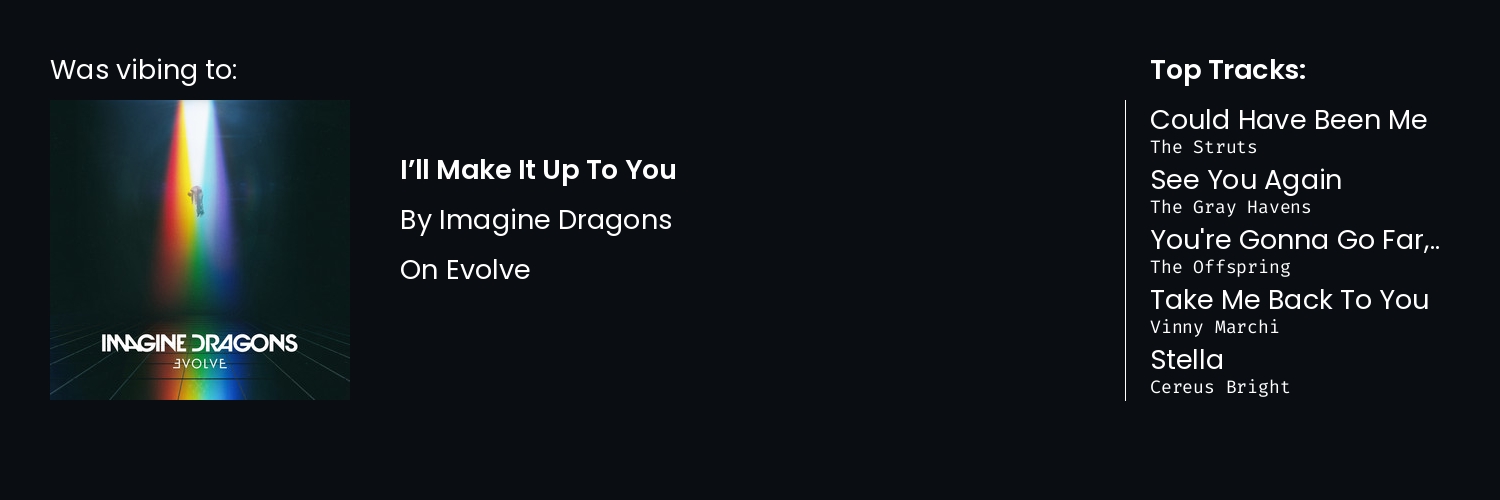 Was vibing to:
IMAGINE DRAGONS
EVOLVE
I’ll Make It Up To You
By Imagine Dragons
On Evolve
Top Tracks:
Could Have Been Me
The Struts
See You Again
The Gray Havens
You're Gonna Go Far,..
The Offspring
Take Me Back To You
Vinny Marchi
Stella
Cereus Bright